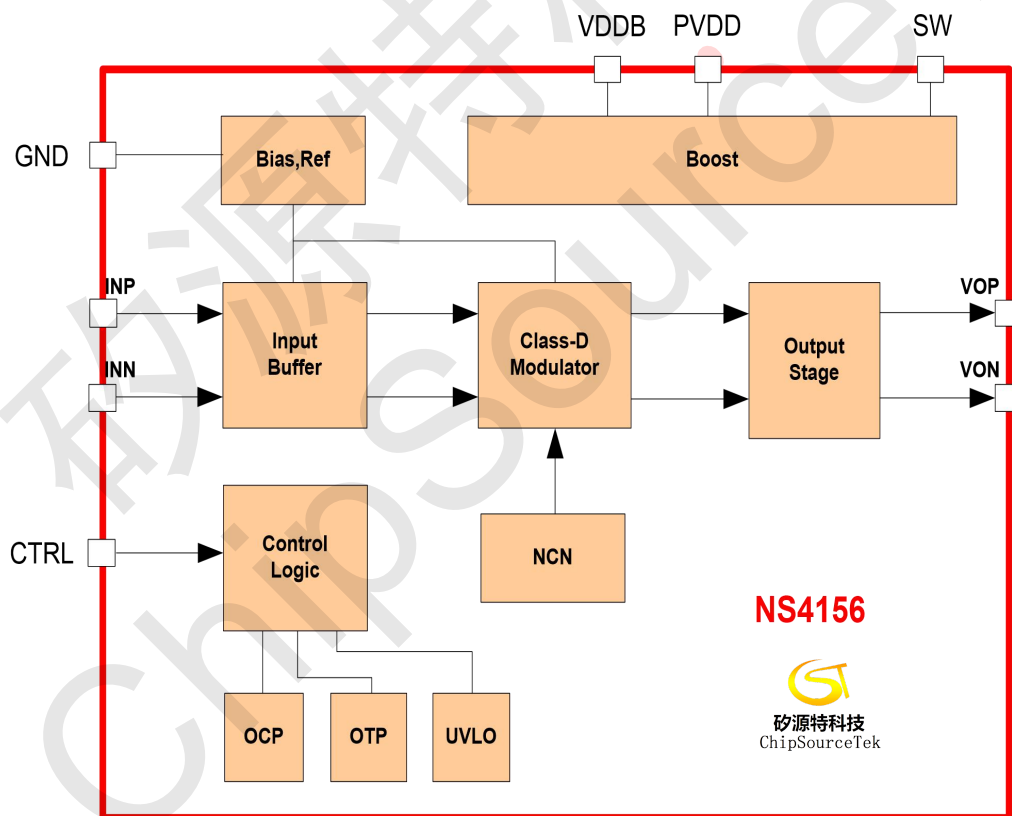 VDDB PVDD SW
GND
Bias,Ref
Boost
INP
INN
Input
Buffer
Class-D
Modulator
Output
Stage
VOP
VON
CTRL
Control
Logic
NCN
OCP
OTP
UVLO
NS4156
矽源特科技
ChipSourceTek
矽源特
ChipSource